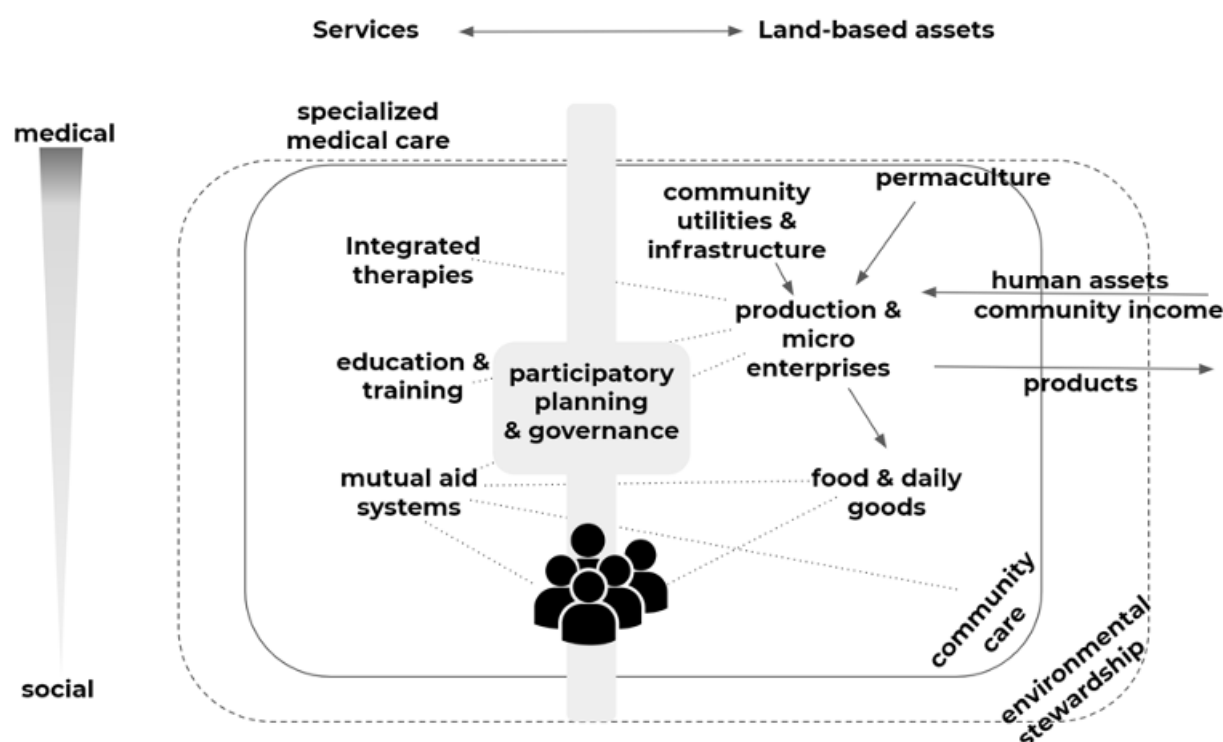 Services
Land-based assets
medical
specialized
medical care
community
utilities &
infrastructure
permaculture
Integrated
therapies
human assets
community income
production &
micro
enterprises
education &
training
participatory
planning
& governance
products
mutual aid
systems
food & daily
goods
community
care
environmental
stewardship
social